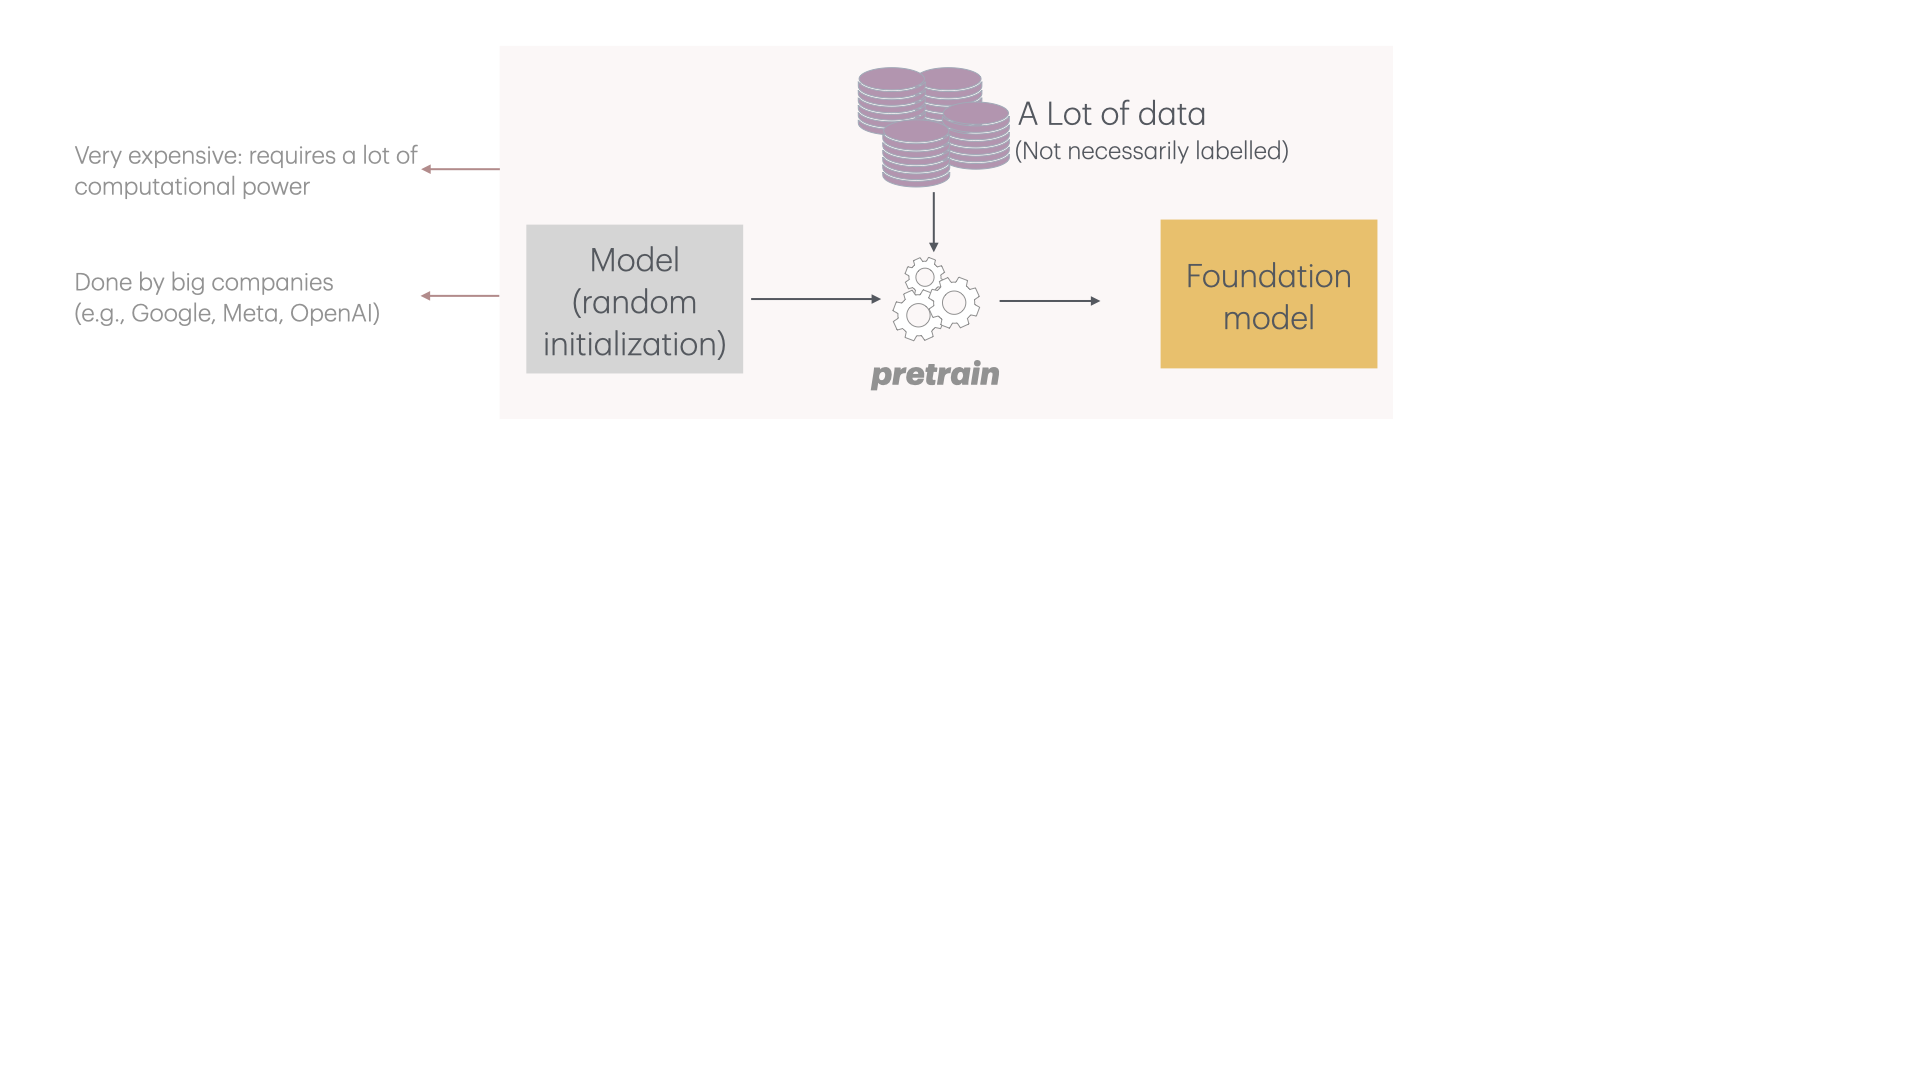 A Lot of data
(Not necessarily labelled)
Very expensive: requires a lot of
computational power
Done by big companies
(e.g., Google, Meta, OpenAI)
Model
(random
initialization)
pretrain
Foundation
model